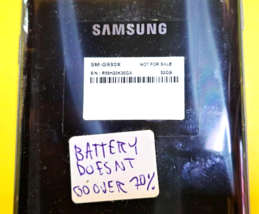 SAMSUNG
SM-G930X NOT FOR SALE
32GB
BATTERY
DOESNT
GO OVER 70%